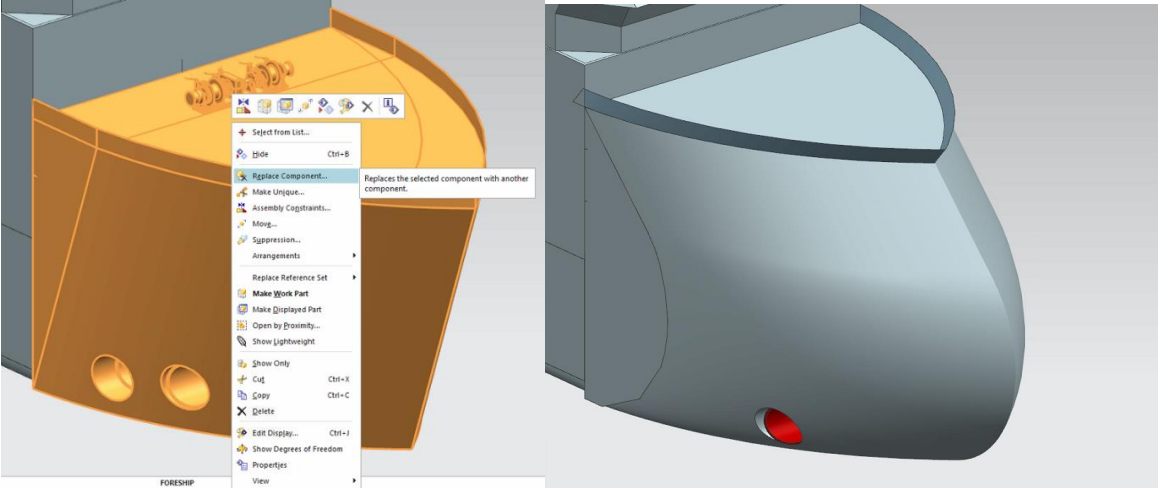 Select from List...
Hide Ctrl+B
Replace Component...
Replaces the selected component with another
component.
Make Unique...
Assembly Constraints...
Move...
Suppression...
Arrangements
Replace Reference Set
Make Work Part
Make Displayed Part
Open by Proximity...
Show Lightweight
Show Only
Cut Ctrl+X
Copy Ctrl+C
Delete
Edit Display... Ctrl+J
Show Degrees of Freedom
Properties
View
FORESHIP